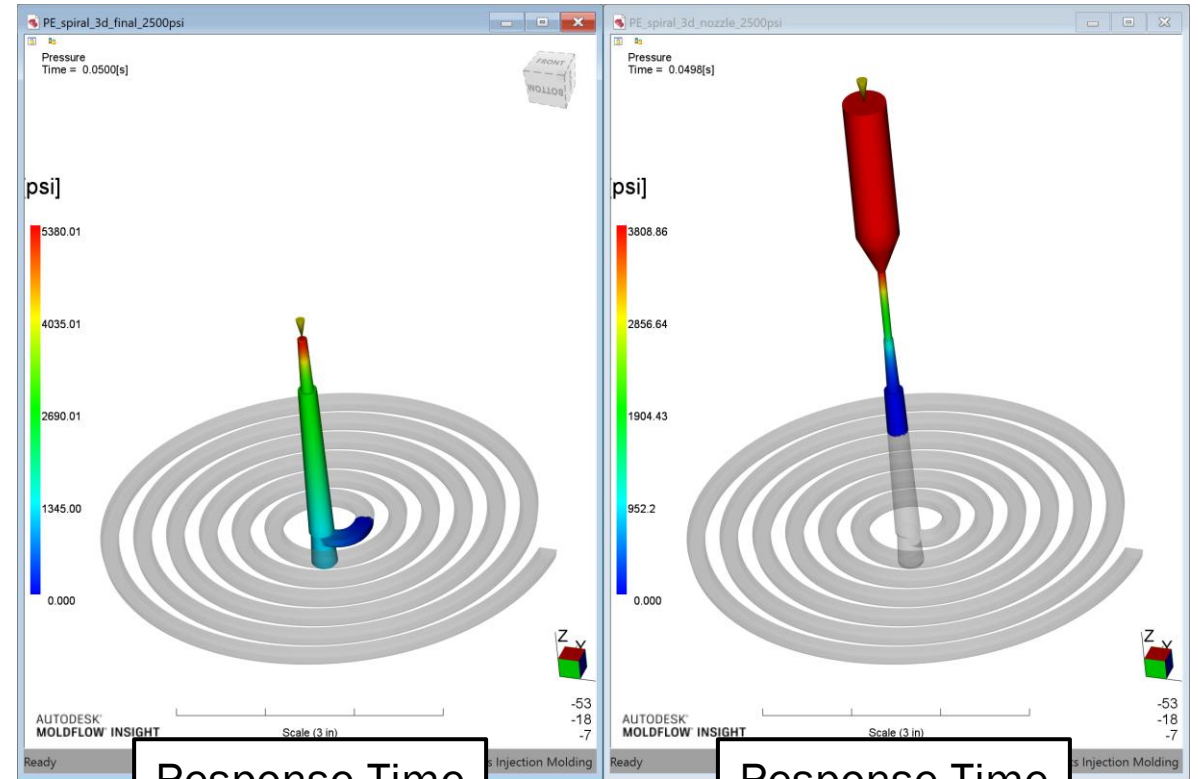 PE_spiral_3d_final_2500psi
Pressure
Time = 0.0500[s]
FRONT
BOTTOM
psi]
5380.01
4035.01
2690.01
1345.00
0.000
Z
Y
-53
-18
-7
AUTODESK®
MOLDFLOW® INSIGHT
Scale (3 in)
Ready
s Injection Molding
Response Time
PE_spiral_3d_nozzle_2500psi
Pressure
Time = 0.0498[s]
psi]
3808.86
2856.64
1904.43
952.2
0.000
Z
Y
-53
-18
-7
AUTODESK®
MOLDFLOW® INSIGHT
Scale (3 in)
Ready
s Injection Molding
Response Time